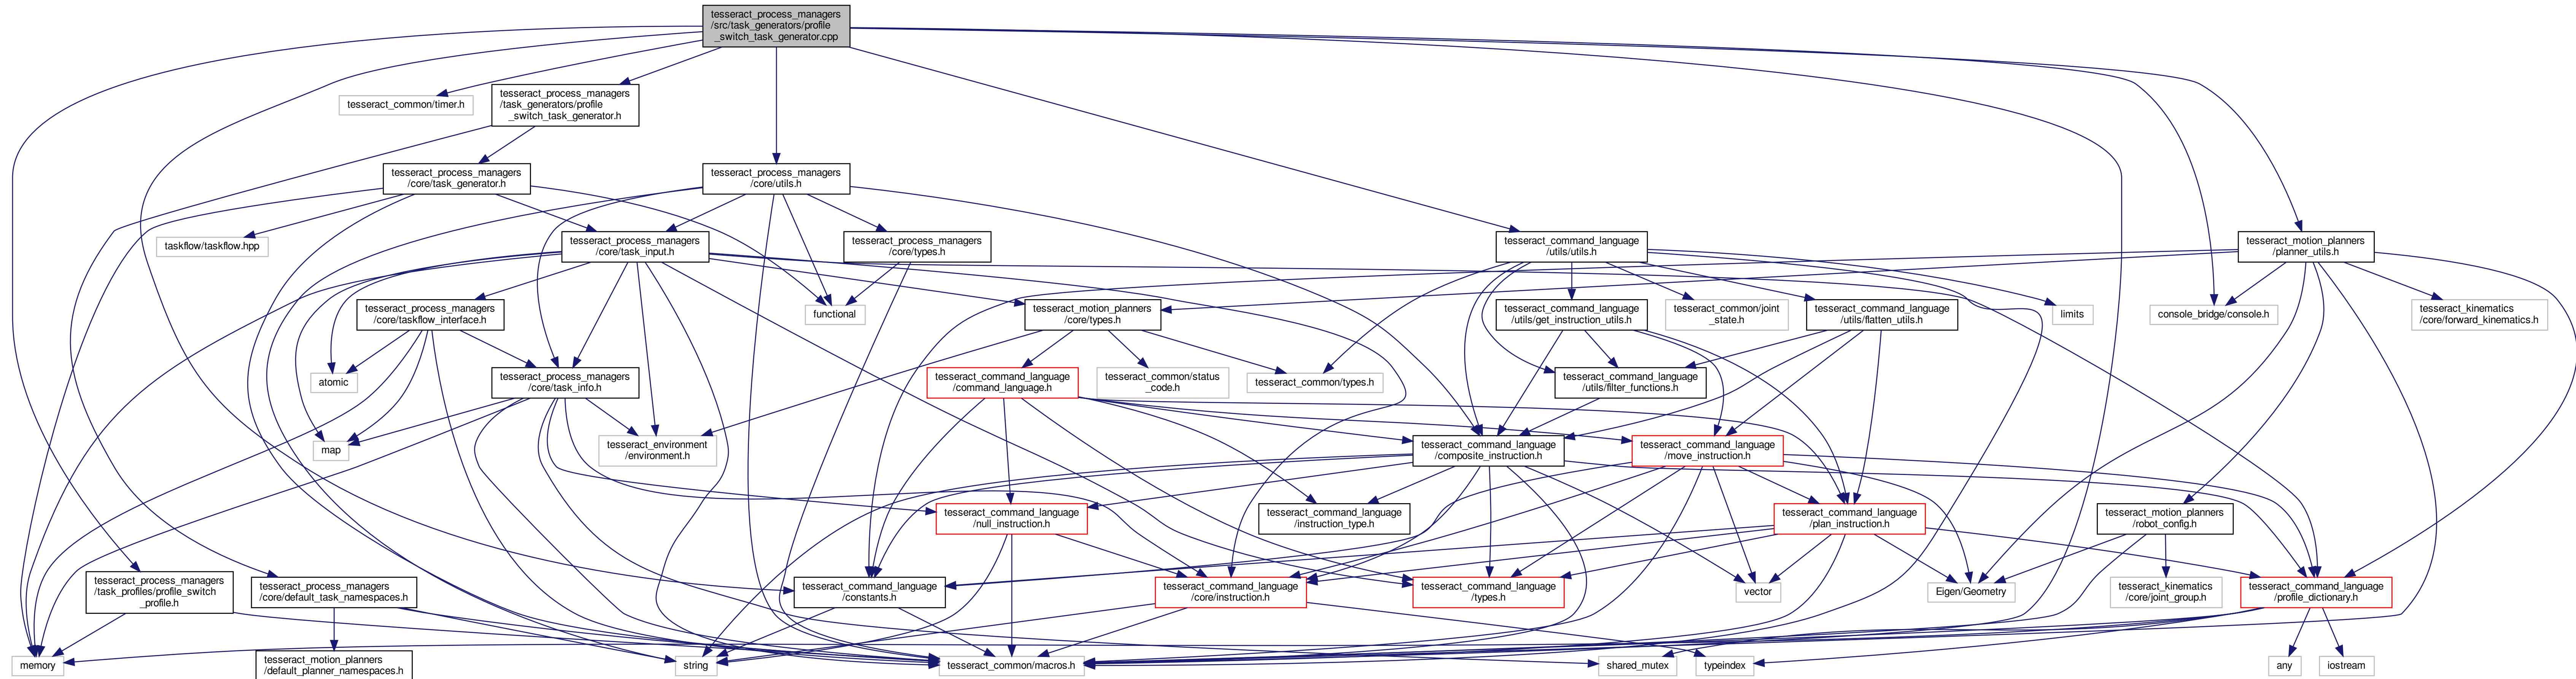 tesseract_process_managers
/src/task_generators/profile
_switch_task_generator.cpp
tesseract_common/timer.h
tesseract_process_managers
/task_generators/profile
_switch_task_generator.h
tesseract_process_managers
/core/task_generator.h
tesseract_process_managers
/core/utils.h
taskflow/taskflow.hpp
tesseract_process_managers
/core/task_input.h
tesseract_process_managers
/core/types.h
tesseract_command_language
/utils/utils.h
tesseract_motion_planners
/planner_utils.h
tesseract_process_managers
/core/taskflow_interface.h
functional
tesseract_motion_planners
/core/types.h
tesseract_command_language
/utils/get_instruction_utils.h
tesseract_common/joint
_state.h
tesseract_command_language
/utils/flatten_utils.h
limits
console_bridge/console.h
tesseract_kinematics
/core/forward_kinematics.h
atomic
tesseract_process_managers
/core/task_info.h
tesseract_command_language
/command_language.h
tesseract_common/status
_code.h
tesseract_common/types.h
tesseract_command_language
/utils/filter_functions.h
map
tesseract_environment
/environment.h
tesseract_command_language
/composite_instruction.h
tesseract_command_language
/move_instruction.h
tesseract_command_language
/null_instruction.h
tesseract_command_language
/instruction_type.h
tesseract_command_language
/plan_instruction.h
tesseract_motion_planners
/robot_config.h
tesseract_process_managers
/task_profiles/profile_switch
_profile.h
tesseract_process_managers
/core/default_task_namespaces.h
tesseract_command_language
/constants.h
tesseract_command_language
/core/instruction.h
tesseract_command_language
/types.h
vector
Eigen/Geometry
tesseract_kinematics
/core/joint_group.h
tesseract_command_language
/profile_dictionary.h
memory
tesseract_motion_planners
/default_planner_namespaces.h
string
tesseract_common/macros.h
shared_mutex
typeindex
any
iostream